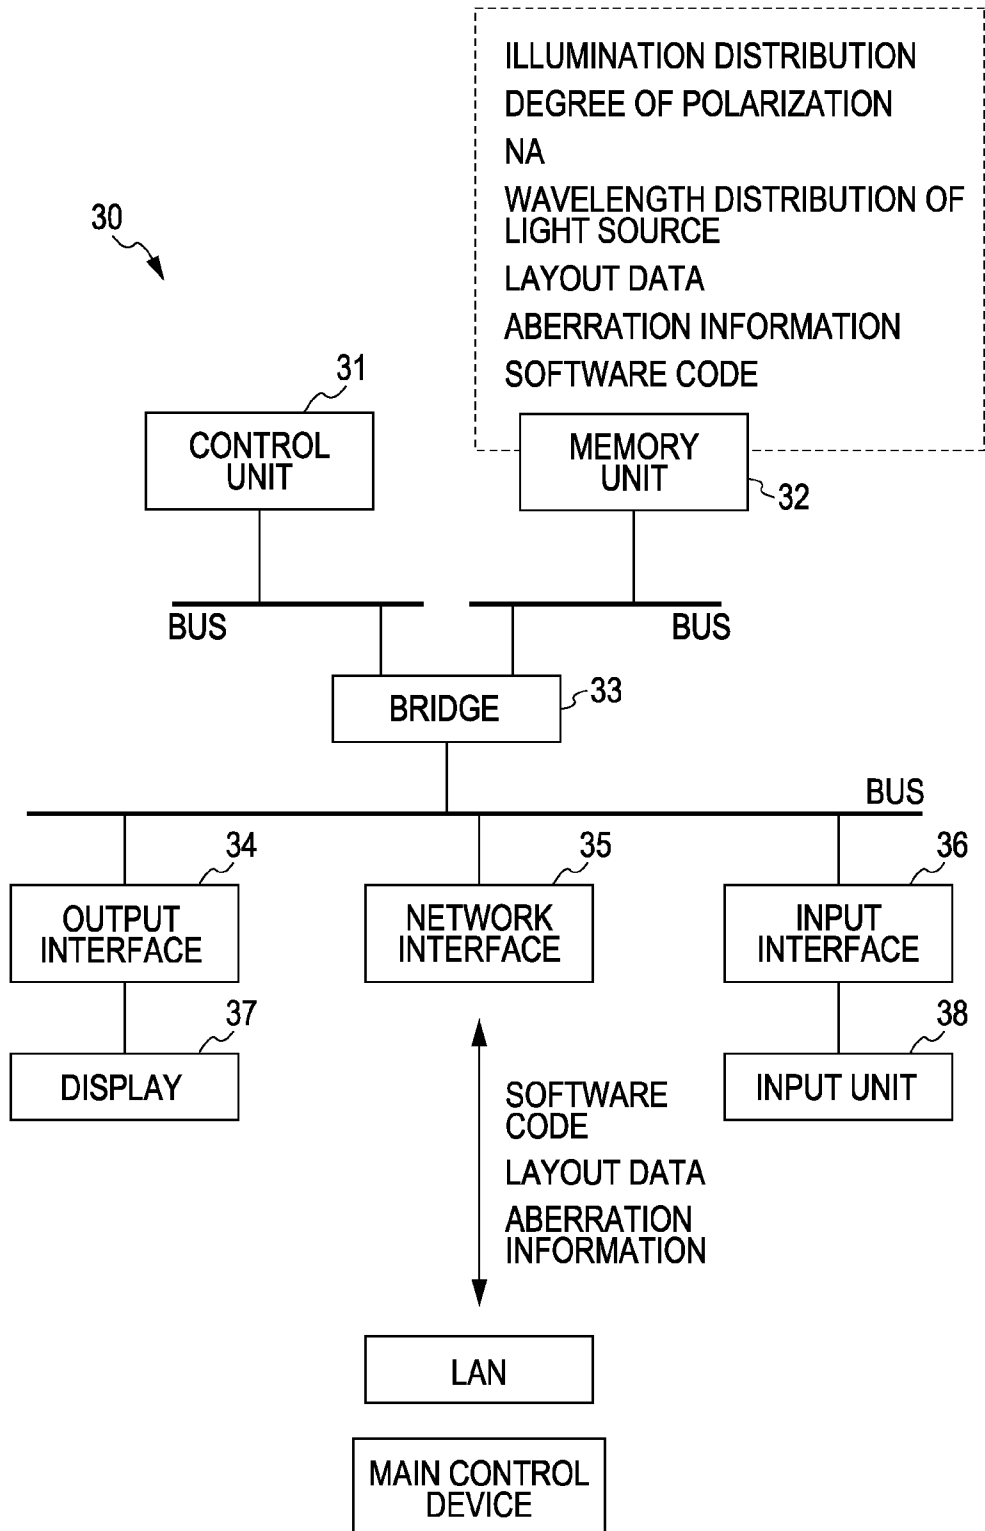 ILLUMINATION DISTRIBUTION
DEGREE OF POLARIZATION
NA
WAVELENGTH DISTRIBUTION OF
LIGHT SOURCE
LAYOUT DATA
ABERRATION INFORMATION
SOFTWARE CODE
30
31
CONTROL
UNIT
MEMORY
UNIT
32
BUS
BUS
BRIDGE
33
BUS
34
OUTPUT
INTERFACE
35
NETWORK
INTERFACE
36
INPUT
INTERFACE
37
DISPLAY
38
INPUT UNIT
SOFTWARE
CODE
LAYOUT DATA
ABERRATION
INFORMATION
LAN
MAIN CONTROL
DEVICE